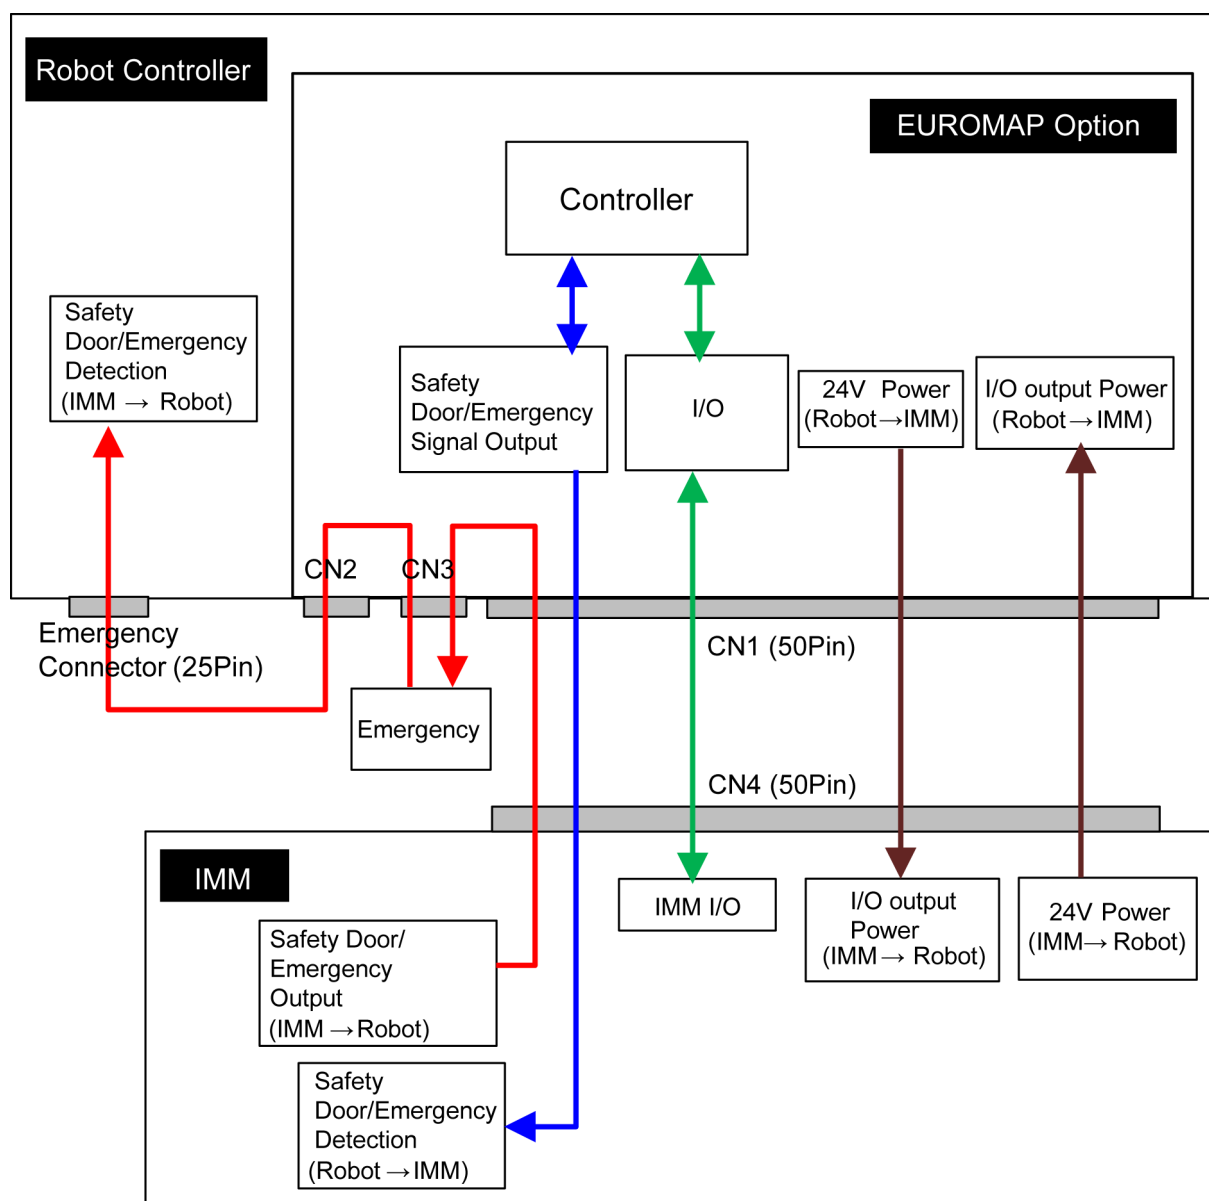 Robot Controller
EUROMAP Option
Controller
Safety
Door/Emergency
Detection
(IMM → Robot)
Safety
Door/Emergency
Signal Output
I/O
24V Power
(Robot→IMM)
I/O output Power
(Robot→IMM)
CN2
CN3
Emergency
Connector (25Pin)
CN1 (50Pin)
Emergency
CN4 (50Pin)
IMM
IMM I/O
I/O output
Power
(IMM→ Robot)
24V Power
(IMM→ Robot)
Safety Door/
Emergency
Output
(IMM →Robot)
Safety
Door/Emergency
Detection
(Robot →IMM)